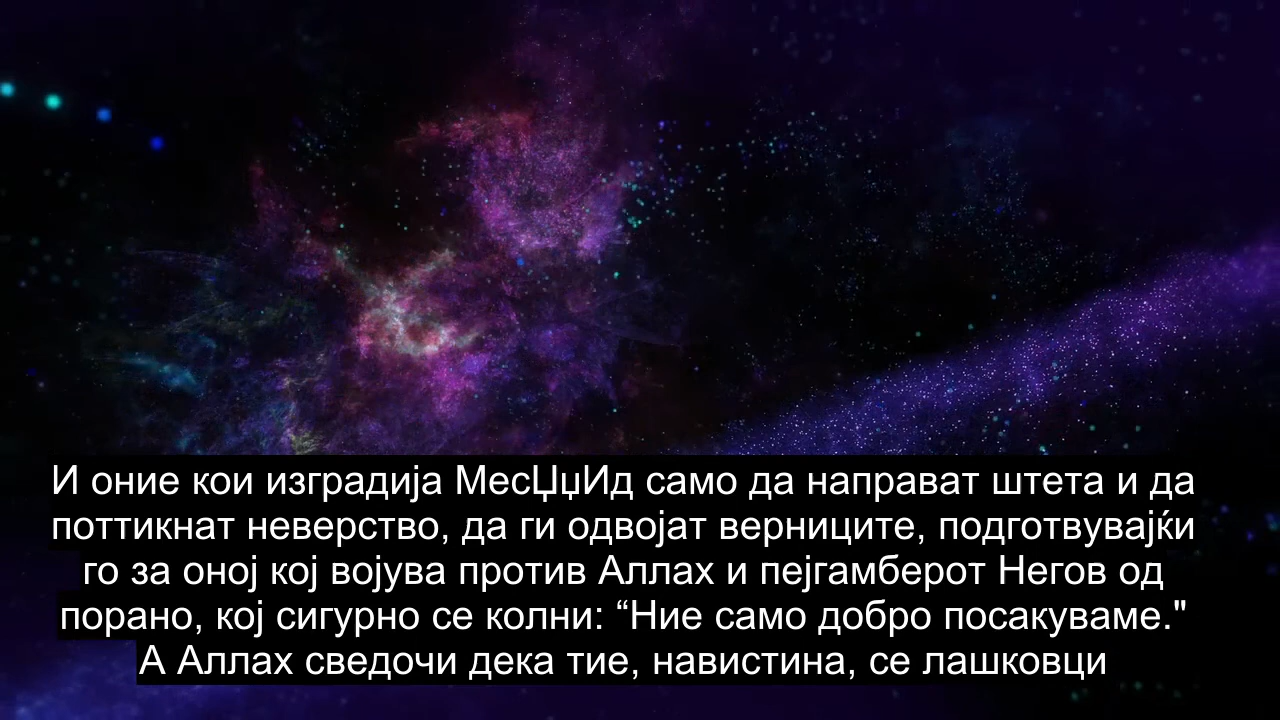 И оние кои изградија МесЏџИд само да направат штета и да
поттикнат неверство, да ги одвојат верниците, подготвувајќи
го за оној кој војува против Аллах и пејгамберот Негов од
порано, кој сигурно се колни: “Ние само добро посакуваме."
А Аллах сведочи дека тие, навистина, се лашковци